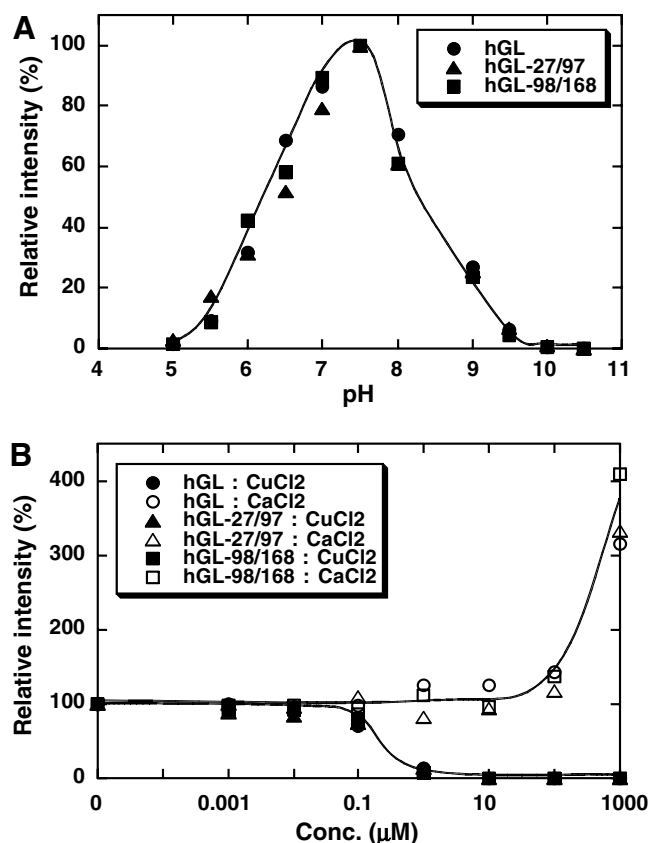 A
Relative intensity (%)
100
80
60
40
20
0
hGL
hGL-27/97
hGL-98/168
4 5 6 7 8 9 10 11
pH
B
Relative intensity (%)
400
300
200
100
0
hGL : CuCl2
hGL : CaCl2
hGL-27/97 : CuCl2
hGL-27/97 : CaCl2
hGL-98/168 : CuCl2
hGL-98/168 : CaCl2
0 0.001 0.1 10 1000
Conc. (μM)